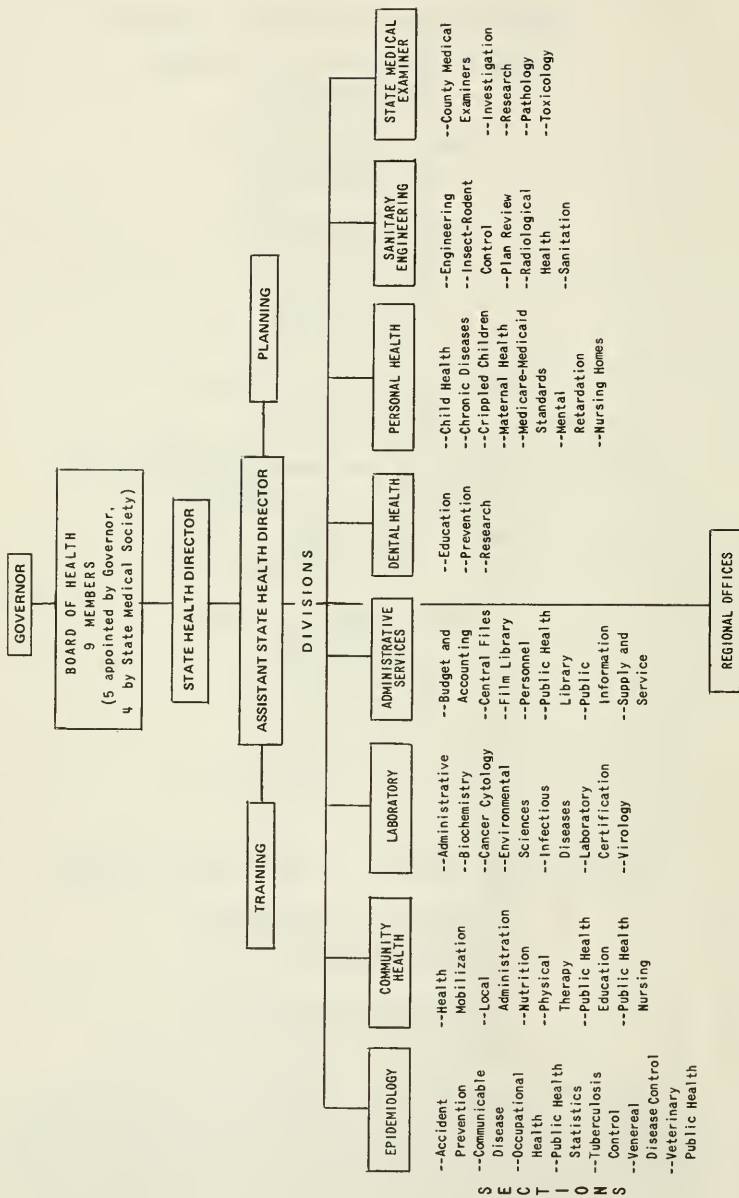 GOVERNOR
BOARD OF HEALTH
9 MEMBERS
(5 appointed by Governor,
4 by State Medical Society)
STATE HEALTH DIRECTOR
TRAINING
ASSISTANT STATE HEALTH DIRECTOR
PLANNING
DIVISIONS
EPIDEMIOLOGY
--Accident
Prevention
--Communicable
Disease
--Occupational
Health
--Public Health
Statistics
--Tuberculosis
Control
--Venereal
Disease Control
--Veterinary
Public Health
COMMUNITY
HEALTH
--Health
Mobilization
--Local
Administration
--Nutrition
--Physical
Therapy
--Public Health
Education
--Public Health
Nursing
LABORATORY
--Administrative
--Biochemistry
--Cancer Cytology
--Environmental
Sciences
--Infectious
Diseases
--Laboratory
Certification
--Virology
ADMINISTRATIVE
SERVICES
--Budget and
Accounting
--Central Files
--Film Library
--Personnel
--Public Health
Library
--Public
Information
--Supply and
Service
DENTAL HEALTH
--Education
--Prevention
--Research
PERSONAL HEALTH
--Child Health
--Chronic Diseases
--Crippled Children
--Maternal Health
--Medicare-Medicaid
Standards
--Mental
Retardation
--Nursing Homes
SANITARY
ENGINEERING
--Engineering
--Insect-Rodent
Control
--Plan Review
--Radiological
Health
--Sanitation
STATE MEDICAL
EXAMINER
--County Medical
Examiners
--Investigation
--Research
--Pathology
--Toxicology
SECTIONS
REGIONAL OFFICES